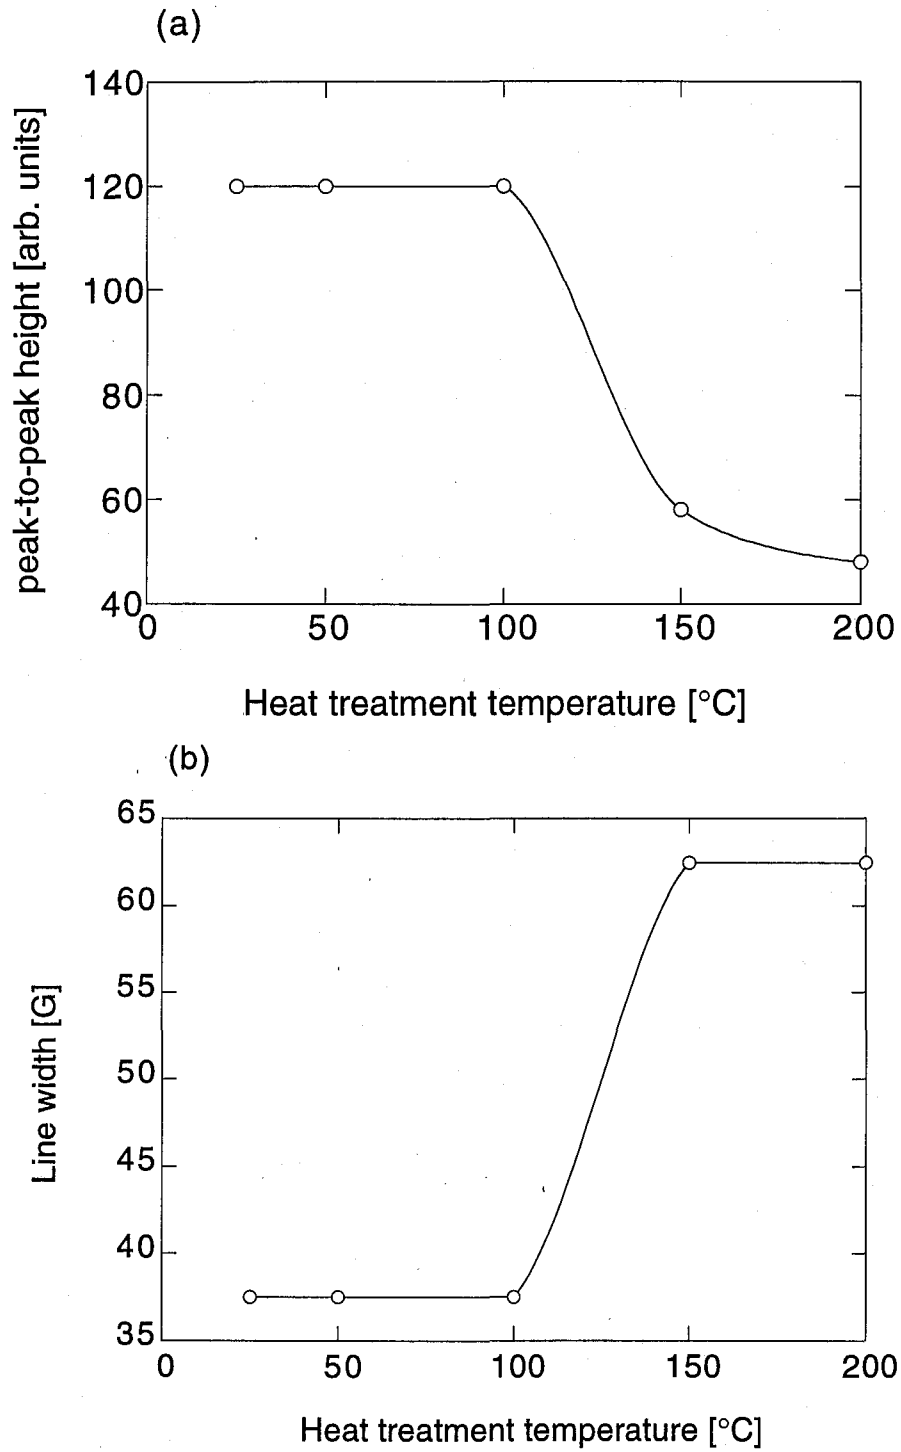 (a)
peak-to-peak height [arb. units]
140
120
100
80
60
40
0 50 100 150 200
Heat treatment temperature [°C]
(b)
Line width [G]
65
60
55
50
45
40
35
0 50 100 150 200
Heat treatment temperature [°C]